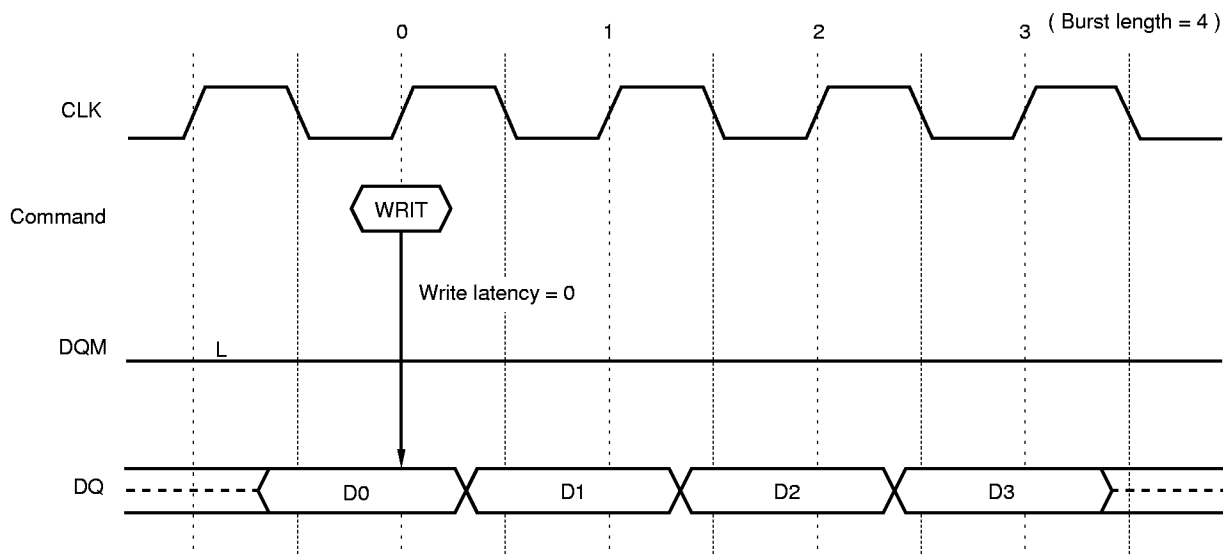 0 1 2 3 ( Burst length = 4 )
CLK
WRIT
Command
Write latency = 0
DQM L
DQ D0 D1 D2 D3